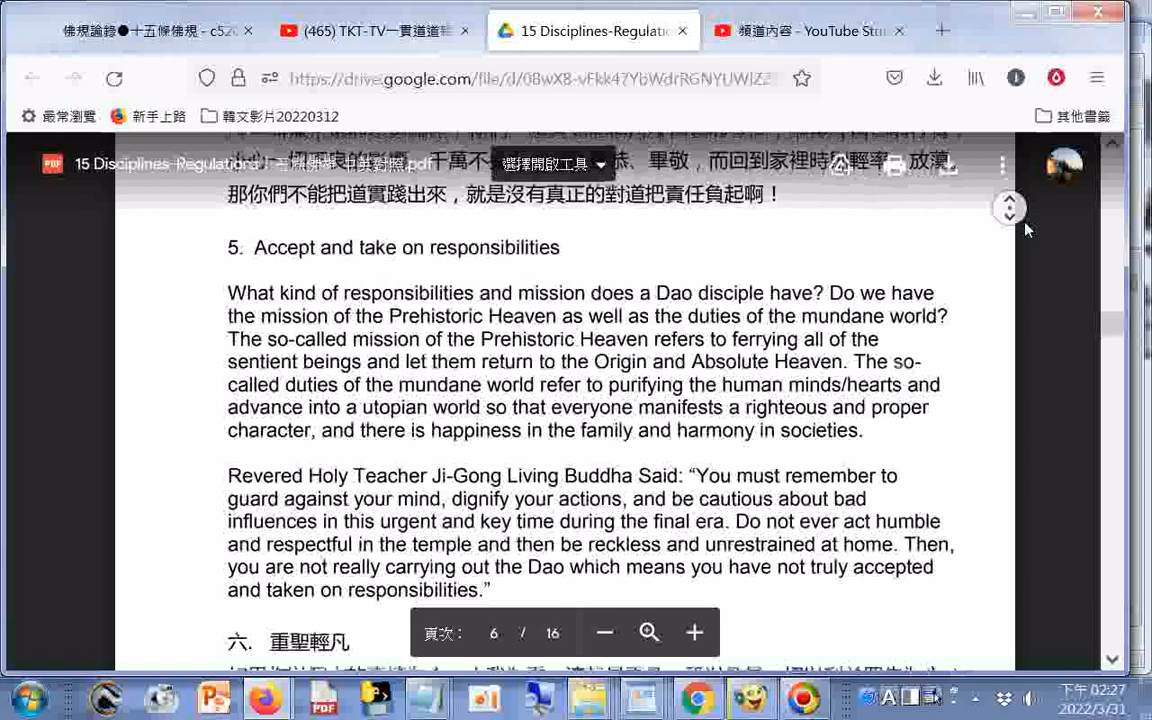 佛規論錄●十五條佛規 - c52
(465) TKT-TV一貫道道
15 Disciplines-Regulati
頻道內容 - YouTube Stu
https://drive.google.com/file/d/
最常瀏覽
新手上路
韓文影片20220312
其他書籤
15 Disciplines-Regulations
選擇開啟工具
畢敬，而回到家裡時
那你們不能把道實踐出來，就是沒有真正的對道把責任負起啊！
5. Accept and take on responsibilities
What kind of responsibilities and mission does a Dao disciple have? Do we have
the mission of the Prehistoric Heaven as well as the duties of the mundane world?
The so-called mission of the Prehistoric Heaven refers to ferrying all of the
sentient beings and let them return to the Origin and Absolute Heaven. The so-
called duties of the mundane world refer to purifying the human minds/hearts and
advance into a utopian world so that everyone manifests a righteous and proper
character, and there is happiness in the family and harmony in societies.
Revered Holy Teacher Ji-Gong Living Buddha Said: “You must remember to
guard against your mind, dignify your actions, and be cautious about bad
influences in this urgent and key time during the final era. Do not ever act humble
and respectful in the temple and then be reckless and unrestrained at home. Then,
you are not really carrying out the Dao which means you have not truly accepted
and taken on responsibilities.”
頁次： 6 / 16
六. 重聖輕凡
下午 02:27
2022/3/31